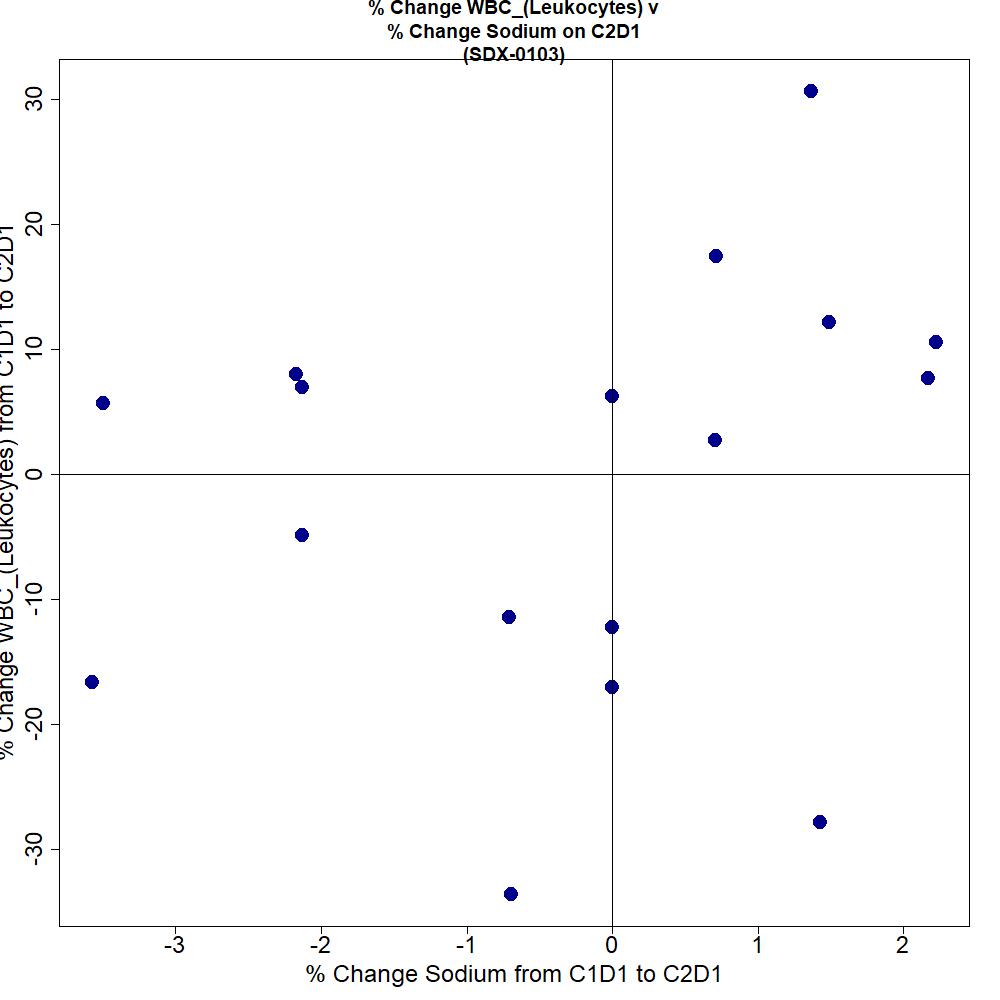 % Change WBC_(Leukocytes) v
% Change Sodium on C2D1
(SDX-0103)
% Change WBC_(Leukocytes) from C1D1 to C2D1
30
20
10
0
-10
-20
-30
-3
-2
-1
0
1
2
% Change Sodium from C1D1 to C2D1